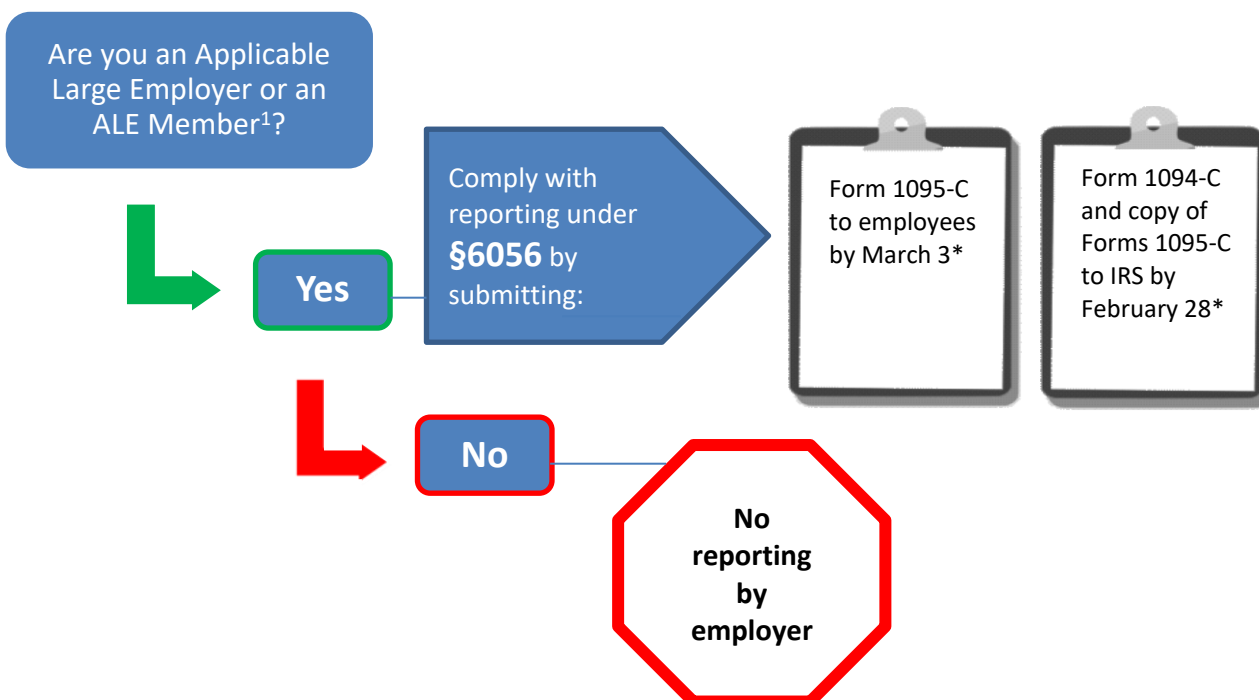 Are you an Applicable
Large Employer or an
ALE Member¹?
Yes
Comply with
reporting under
§6056 by
submitting:
Form 1095-C
to employees
by March 3*
Form 1094-C
and copy of
Forms 1095-C
to IRS by
February 28*
No
No
reporting
by
employer